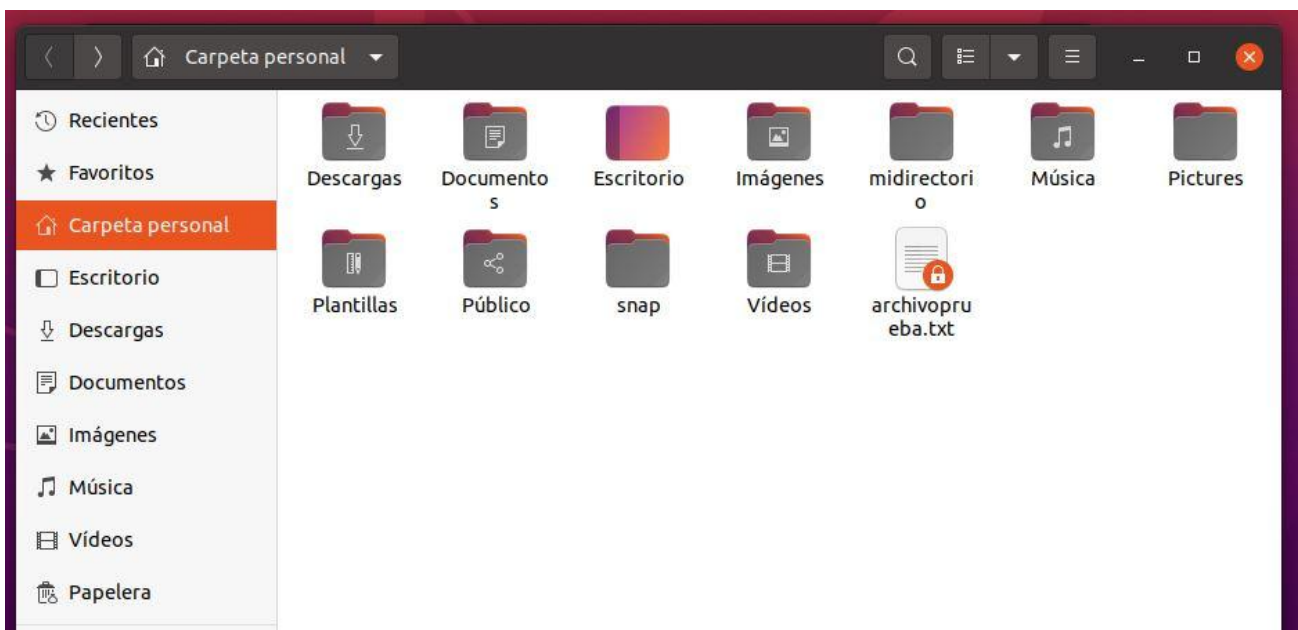 Carpeta personal
Recientes
Favoritos
Carpeta personal
Escritorio
Descargas
Documentos
Imágenes
Música
Vídeos
Papelera
Descargas
Documento
s
Escritorio
Imágenes
midirectori
o
Música
Pictures
Plantillas
Público
snap
Vídeos
archivopru
eba.txt